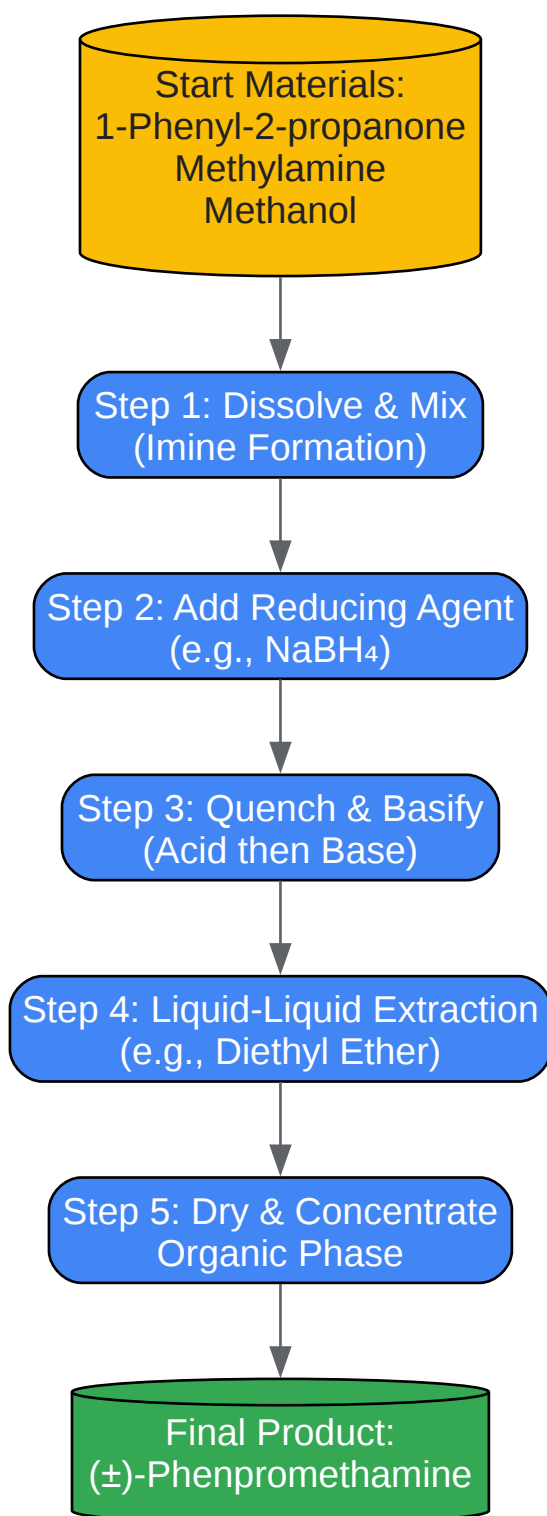 Start Materials:
1-Phenyl-2-propanone
Methylamine
Methanol
Step 1: Dissolve & Mix
(Imine Formation)
Step 2: Add Reducing Agent
(e.g., NaBH₄)
Step 3: Quench & Basify
(Acid then Base)
Step 4: Liquid-Liquid Extraction
(e.g., Diethyl Ether)
Step 5: Dry & Concentrate
Organic Phase
Final Product:
(±)-Phenpromethamine